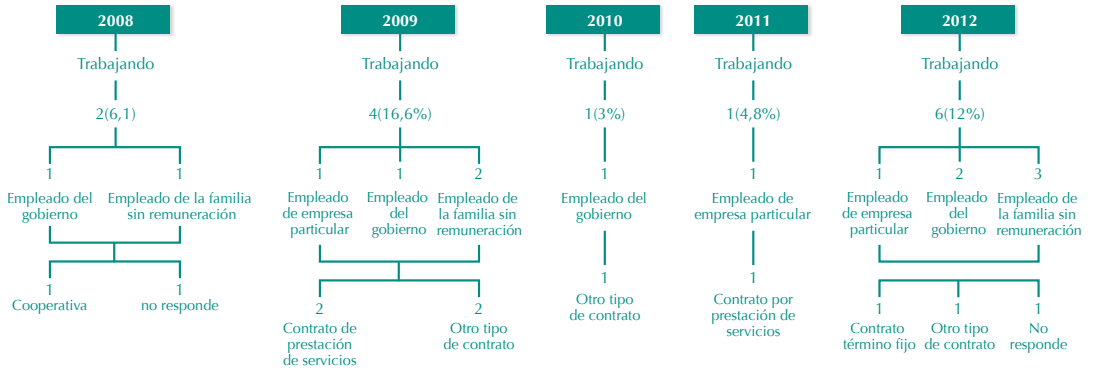 2008
Trabajando
2(6,1)
1
Empleado del
gobierno
1
Empleado de la familia
sin remuneración
1
Cooperativa
1
no responde
2009
Trabajando
4(16,6%)
1
Empleado
de empresa
particular
1
Empleado
del
gobierno
2
Empleado de
la familia sin
remuneración
2
Contrato de
prestación
de servicios
2
Otro tipo
de contrato
2010
Trabajando
1(3%)
1
Empleado del
gobierno
1
Otro tipo
de contrato
2011
Trabajando
1(4,8%)
1
Empleado de
empresa particular
1
Contrato por
prestación de
servicios
2012
Trabajando
6(12%)
1
Empleado
de empresa
particular
2
Empleado
del
gobierno
3
Empleado de
la familia sin
remuneración
1
Contrato
término fijo
1
Otro tipo
de contrato
1
No
responde